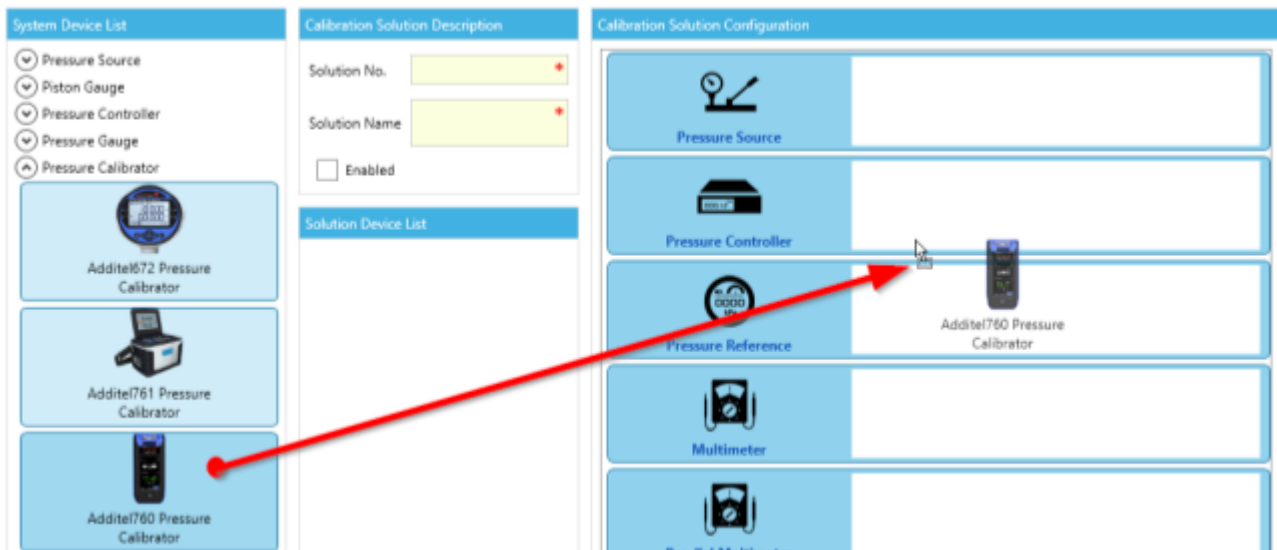 System Device List
Pressure Source
Piston Gauge
Pressure Controller
Pressure Gauge
Pressure Calibrator
Additel672 Pressure
Calibrator
Additel761 Pressure
Calibrator
Additel760 Pressure
Calibrator
Calibration Solution Description
Solution No.
*
Solution Name
*
Enabled
Solution Device List
Calibration Solution Configuration
Pressure Source
Pressure Controller
Pressure Reference
Additel760 Pressure
Calibrator
Multimeter